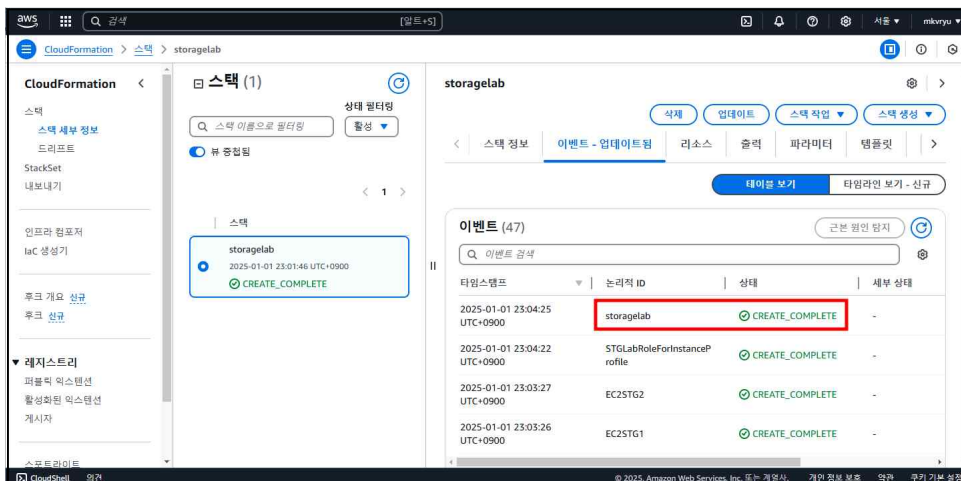 aws 검색 [알트+S] 서울 ▼ mkvryu ▼
CloudFormation > 스택 > storagelab
CloudFormation
스택
스택 세부 정보
드리프트
StackSet
내보내기
인프라 컴포저
IaC 생성기
후크 개요 신규
후크 신규
▼ 레지스트리
퍼블릭 익스텐션
활성화된 익스텐션
게시자
스포트라이트
스택 (1)
상태 필터링
스택 이름으로 필터링 활성 ▼
뷰 중첩됨
< 1 >
스택
storagelab
2025-01-01 23:01:46 UTC+0900
CREATE_COMPLETE
storagelab
삭제 업데이트 스택 작업 ▼ 스택 생성 ▼
스택 정보 이벤트 - 업데이트됨 리소스 출력 파라미터 템플릿
테이블 보기 타임라인 보기 - 신규
이벤트 (47) 근본 원인 탐지
이벤트 검색
타임스탬프 논리적 ID 상태 세부 상태
2025-01-01 23:04:25 UTC+0900 storagelab CREATE_COMPLETE -
2025-01-01 23:04:22 UTC+0900 STGLabRoleForInstanceProfile CREATE_COMPLETE -
2025-01-01 23:03:27 UTC+0900 EC2STG2 CREATE_COMPLETE -
2025-01-01 23:03:26 UTC+0900 EC2STG1 CREATE_COMPLETE -
CloudShell 의견 © 2025, Amazon Web Services, Inc. 또는 계열사. 개인 정보 보호 약관 쿠키 기본 설정